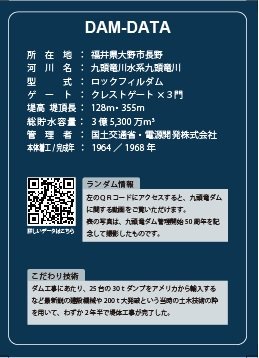 DAM-DATA
所在地：福井県大野市長野
河川名：九頭竜川水系九頭竜川
型式：ロックフィルダム
ゲート：クレストゲート×3門
堤高 堤頂長：128m・355m
総貯水容量：3億5,300万m³
管理者：国土交通省・電源開発株式会社
本体着工/完成年：1964／1968年
詳しいデータはこちら
ランダム情報
左のQRコードにアクセスすると、九頭竜ダム
に関する動画をご覧いただけます。
表の写真は、九頭竜ダム管理開始50周年を記
念して撮影したものです。
こだわり技術
ダム工事にあたり、25台の30tダンプをアメリカから輸入する
など最新鋭の建設機械や200t大発破という当時の土木技術の粋
を用いて、わずか2年半で堤体工事が完了した。